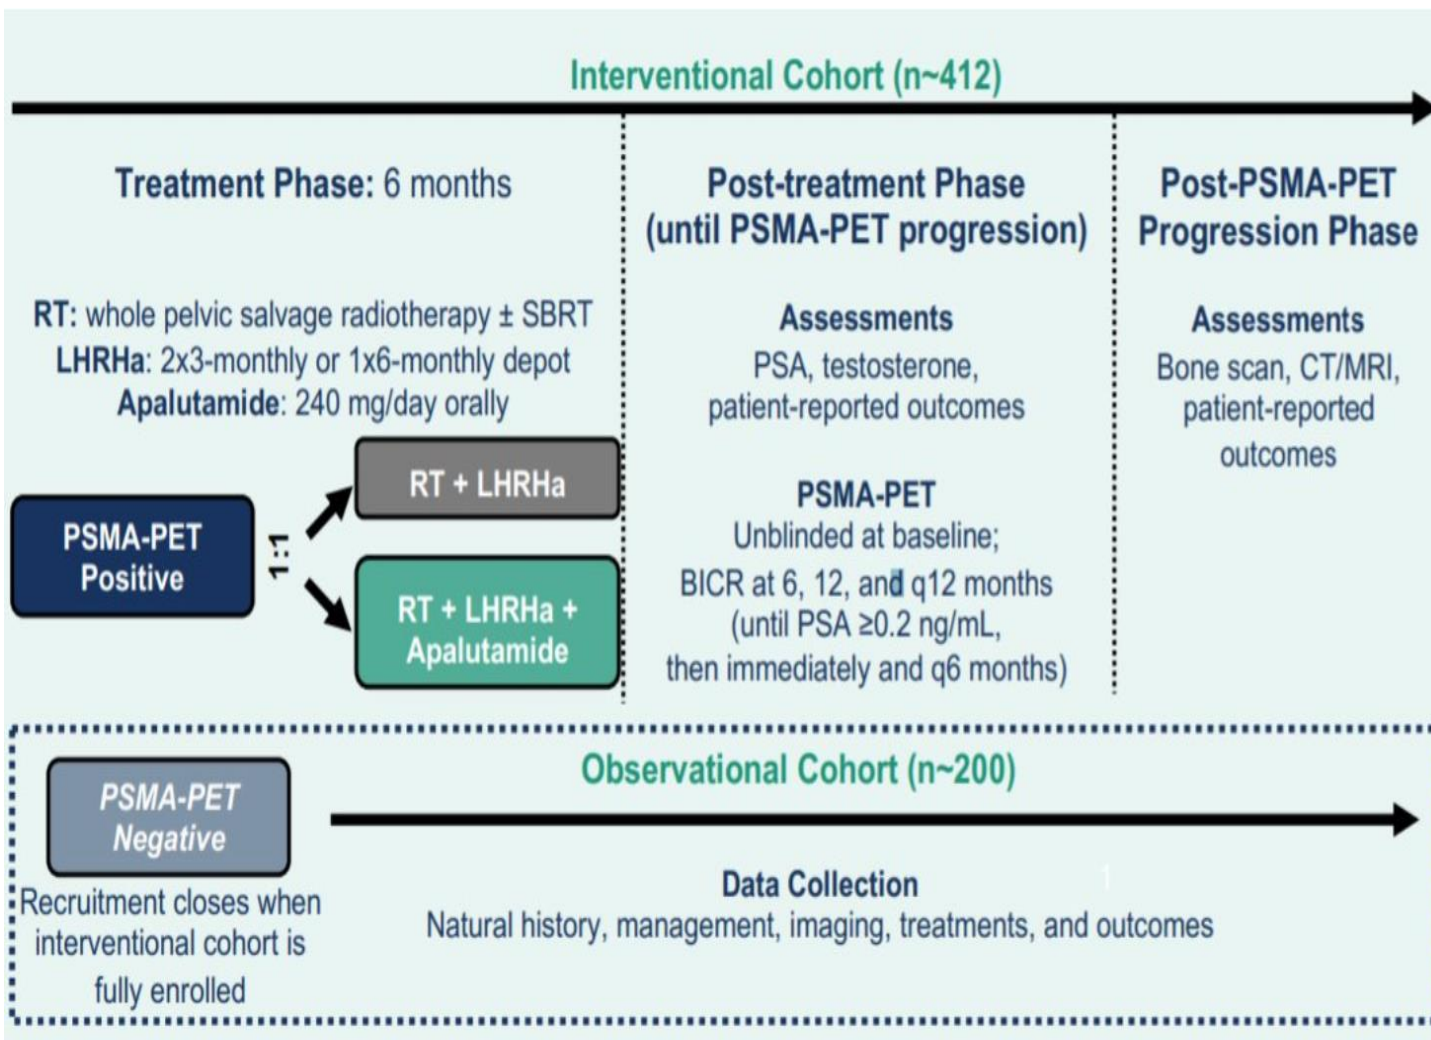 Interventional Cohort (n~412)
Treatment Phase: 6 months
RT: whole pelvic salvage radiotherapy ± SBRT
LHRHa: 2x3-monthly or 1x6-monthly depot
Apalutamide: 240 mg/day orally
PSMA-PET
Positive
1:1
RT + LHRHa
RT + LHRHa +
Apalutamide
Post-treatment Phase
(until PSMA-PET progression)
Assessments
PSA, testosterone,
patient-reported outcomes
PSMA-PET
Unblinded at baseline;
BICR at 6, 12, and q12 months
(until PSA ≥0.2 ng/mL,
then immediately and q6 months)
Post-PSMA-PET
Progression Phase
Assessments
Bone scan, CT/MRI,
patient-reported
outcomes
PSMA-PET
Negative
Recruitment closes when
interventional cohort is
fully enrolled
Observational Cohort (n~200)
Data Collection
1
Natural history, management, imaging, treatments, and outcomes